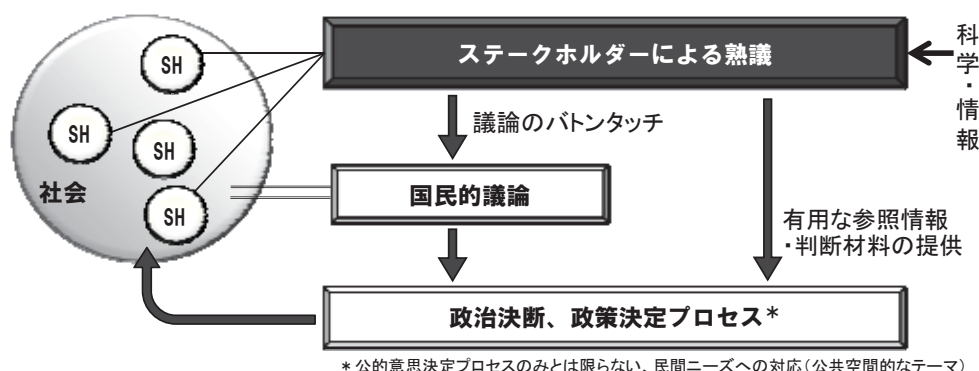 SH
ステークホルダーによる熟議
科学・情報
SH
議論のバトンタッチ
SH
社会
国民的議論
SH
有用な参照情報
・判断材料の提供
政治決断、政策決定プロセス*
*公的意思決定プロセスのみとは限らない、民間ニーズへの対応(公共空間的なテーマ)